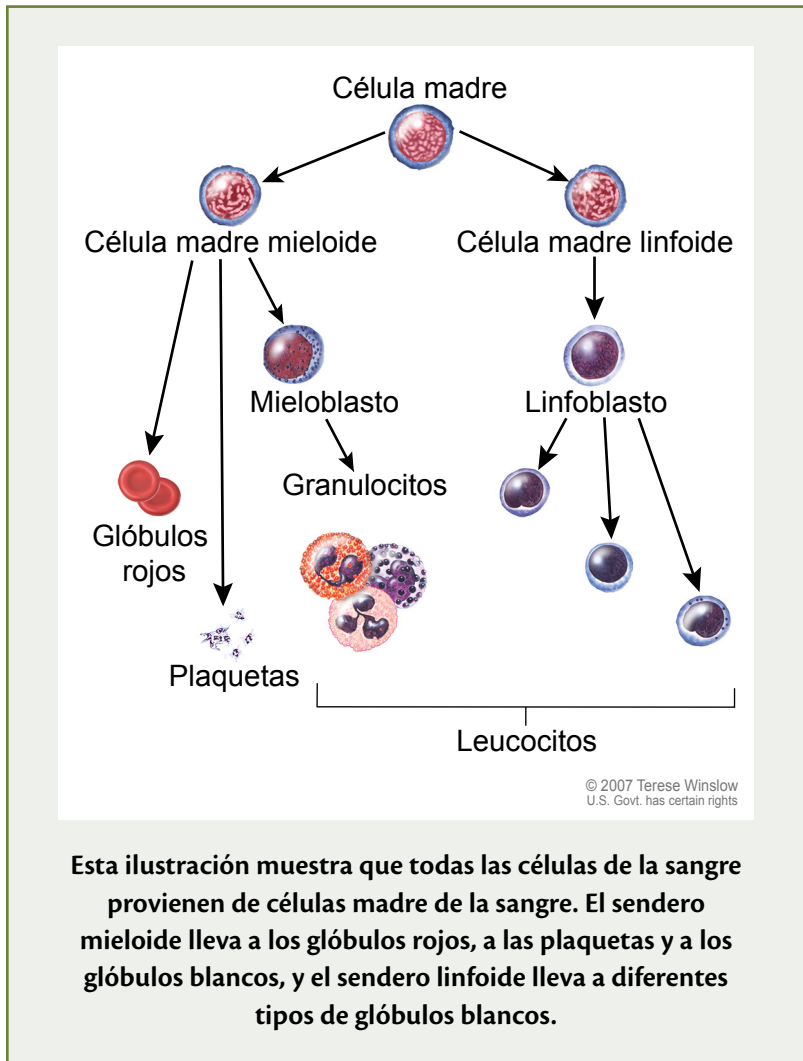 Célula madre
Célula madre mieloide
Célula madre linfoide
Mieloblasto
Linfoblasto
Granulocitos
Glóbulos
rojos
Plaquetas
Leucocitos
© 2007 Terese Winslow
U.S. Govt. has certain rights
Esta ilustración muestra que todas las células de la sangre
provienen de células madre de la sangre. El sendero
mieloide lleva a los glóbulos rojos, a las plaquetas y a los
glóbulos blancos, y el sendero linfoide lleva a diferentes
tipos de glóbulos blancos.